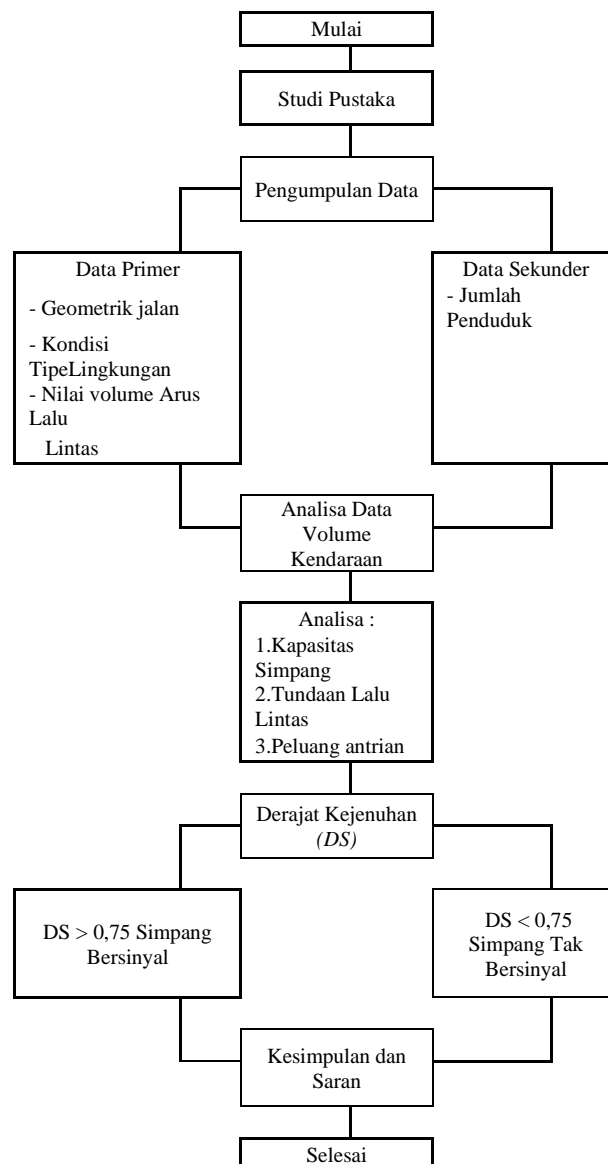 Mulai
Studi Pustaka
Pengumpulan Data
Data Primer
- Geometrik jalan
- Kondisi
TipeLingkungan
- Nilai volume Arus
Lalu
Lintas
Data Sekunder
- Jumlah
Penduduk
Analisa Data
Volume
Kendaraan
Analisa :
1.Kapasitas
Simpang
2.Tundaan Lalu
Lintas
3.Peluang antrian
Derajat Kejenuhan
(DS)
DS > 0,75 Simpang
Bersinyal
DS < 0,75
Simpang Tak
Bersinyal
Kesimpulan dan
Saran
Selesai